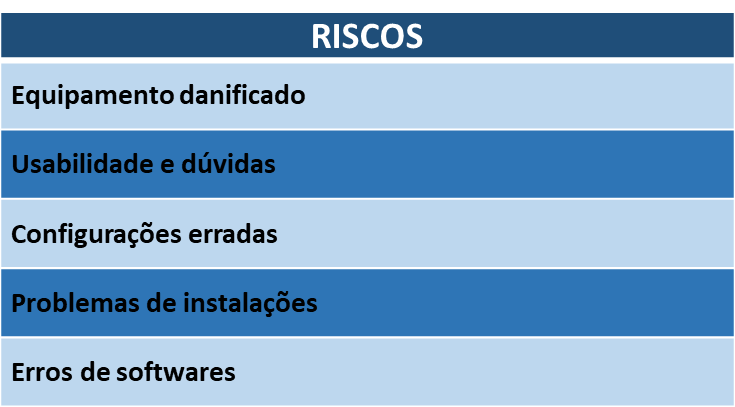 RISCOS
Equipamento danificado
Usabilidade e dúvidas
Configurações erradas
Problemas de instalações
Erros de softwares